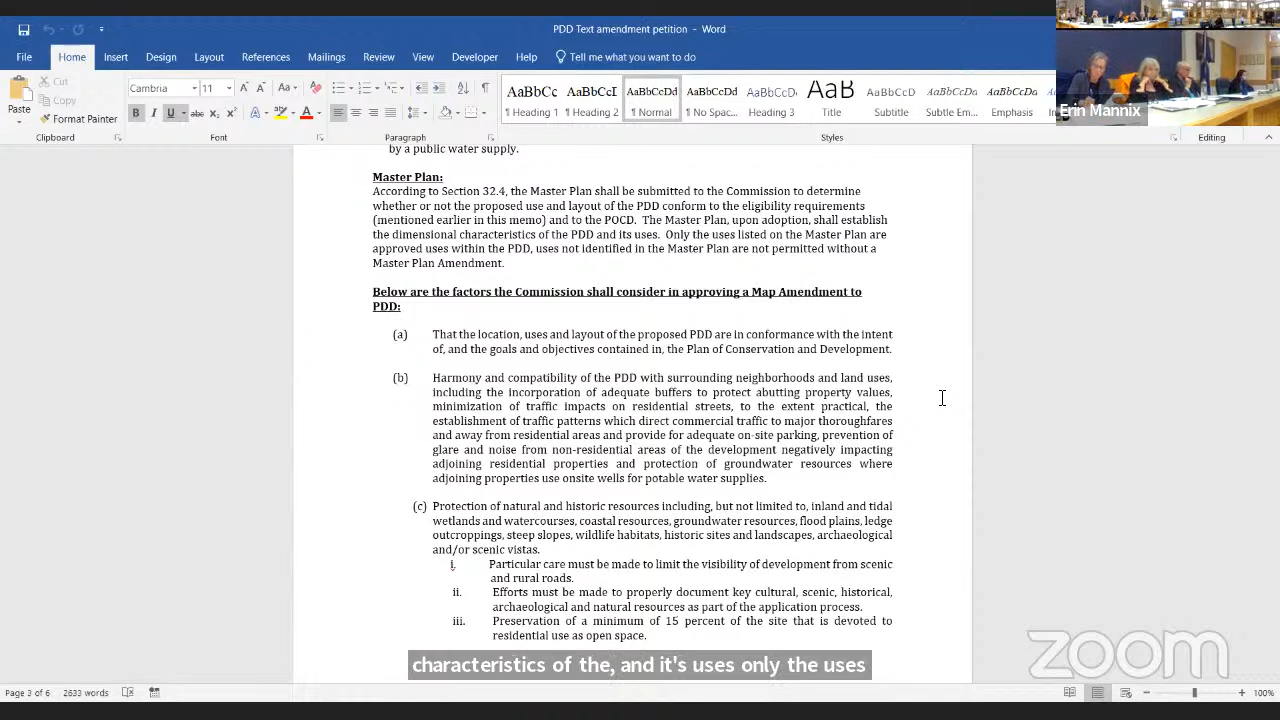 PDD Text amendment petition - Word
File Home Insert Design Layout References Mailings Review View Developer Help Tell me what you want to do
Cut
Copy
Format Painter
Paste
Cambria 11
AaBbCc AaBbCcI AaBbCcDd AaBbCcDd AaBbCcD AaB AaBbCcD AaBbCcDd AaBbCcDd
¶ Heading 1 ¶ Heading 2 ¶ Normal ¶ No Spac... Heading 3 Title Subtitle Subtle Em... Emphasis
Clipboard Font Paragraph Styles Editing
Erin Mannix
by a public water supply.
Master Plan:
According to Section 32.4, the Master Plan shall be submitted to the Commission to determine
whether or not the proposed use and layout of the PDD conform to the eligibility requirements
(mentioned earlier in this memo) and to the POCD. The Master Plan, upon adoption, shall establish
the dimensional characteristics of the PDD and its uses. Only the uses listed on the Master Plan are
approved uses within the PDD, uses not identified in the Master Plan are not permitted without a
Master Plan Amendment.
Below are the factors the Commission shall consider in approving a Map Amendment to
PDD:
(a) That the location, uses and layout of the proposed PDD are in conformance with the intent
of, and the goals and objectives contained in, the Plan of Conservation and Development.
(b) Harmony and compatibility of the PDD with surrounding neighborhoods and land uses,
including the incorporation of adequate buffers to protect abutting property values,
minimization of traffic impacts on residential streets, to the extent practical, the
establishment of traffic patterns which direct commercial traffic to major thoroughfares
and away from residential areas and provide for adequate on-site parking, prevention of
glare and noise from non-residential areas of the development negatively impacting
adjoining residential properties and protection of groundwater resources where
adjoining properties use onsite wells for potable water supplies.
(c) Protection of natural and historic resources including, but not limited to, inland and tidal
wetlands and watercourses, coastal resources, groundwater resources, flood plains, ledge
outcroppings, steep slopes, wildlife habitats, historic sites and landscapes, archaeological
and/or scenic vistas.
i. Particular care must be made to limit the visibility of development from scenic
and rural roads.
ii. Efforts must be made to properly document key cultural, scenic, historical,
archaeological and natural resources as part of the application process.
iii. Preservation of a minimum of 15 percent of the site that is devoted to
residential use as open space.
characteristics of the, and it's uses only the uses
zoom
Page 3 of 6 2533 words 100%